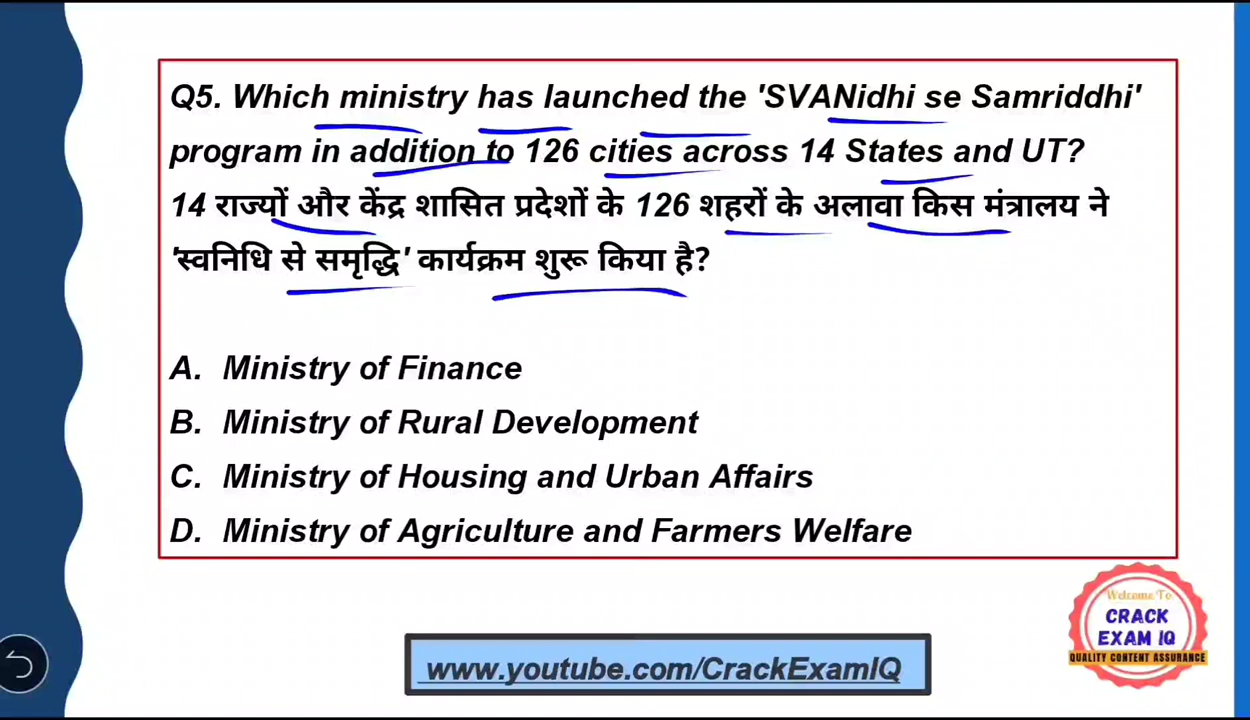 Q5. Which ministry has launched the 'SVANidhi se Samriddhi'
program in addition to 126 cities across 14 States and UT?
14 राज्यों और केंद्र शासित प्रदेशों के 126 शहरों के अलावा किस मंत्रालय ने
'स्वनिधि से समृद्धि' कार्यक्रम शुरू किया है?
A. Ministry of Finance
B. Ministry of Rural Development
C. Ministry of Housing and Urban Affairs
D. Ministry of Agriculture and Farmers Welfare
Welcome To
CRACK
EXAM IQ
QUALITY CONTENT ASSURANCE
www.youtube.com/CrackExamIQ